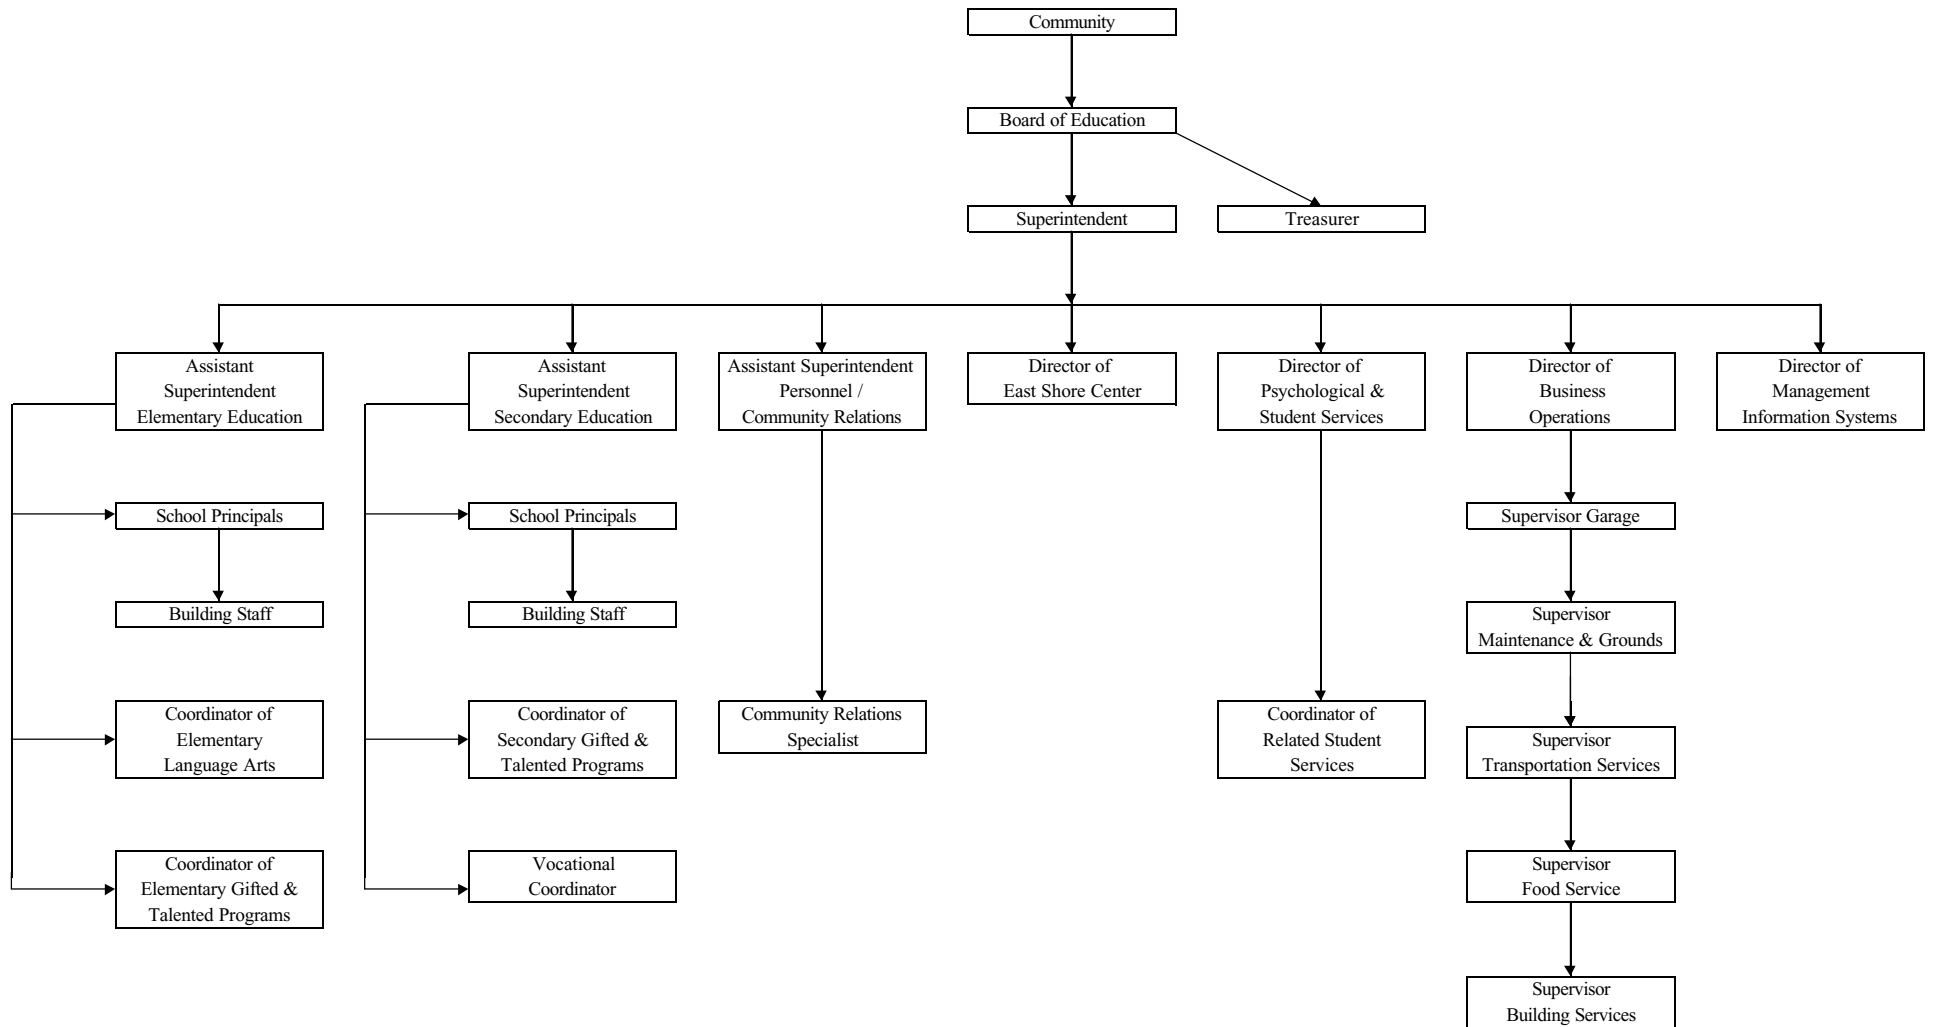 Community
Board of Education
Superintendent
Treasurer
Assistant
Superintendent
Elementary Education
Assistant
Superintendent
Secondary Education
Assistant Superintendent
Personnel /
Community Relations
Director of
East Shore Center
Director of
Psychological &
Student Services
Director of
Business
Operations
Director of
Management
Information Systems
School Principals
School Principals
Supervisor Garage
Building Staff
Building Staff
Supervisor
Maintenance & Grounds
Coordinator of
Elementary
Language Arts
Coordinator of
Secondary Gifted &
Talented Programs
Community Relations
Specialist
Coordinator of
Related Student
Services
Supervisor
Transportation Services
Coordinator of
Elementary Gifted &
Talented Programs
Vocational
Coordinator
Supervisor
Food Service
Supervisor
Building Services